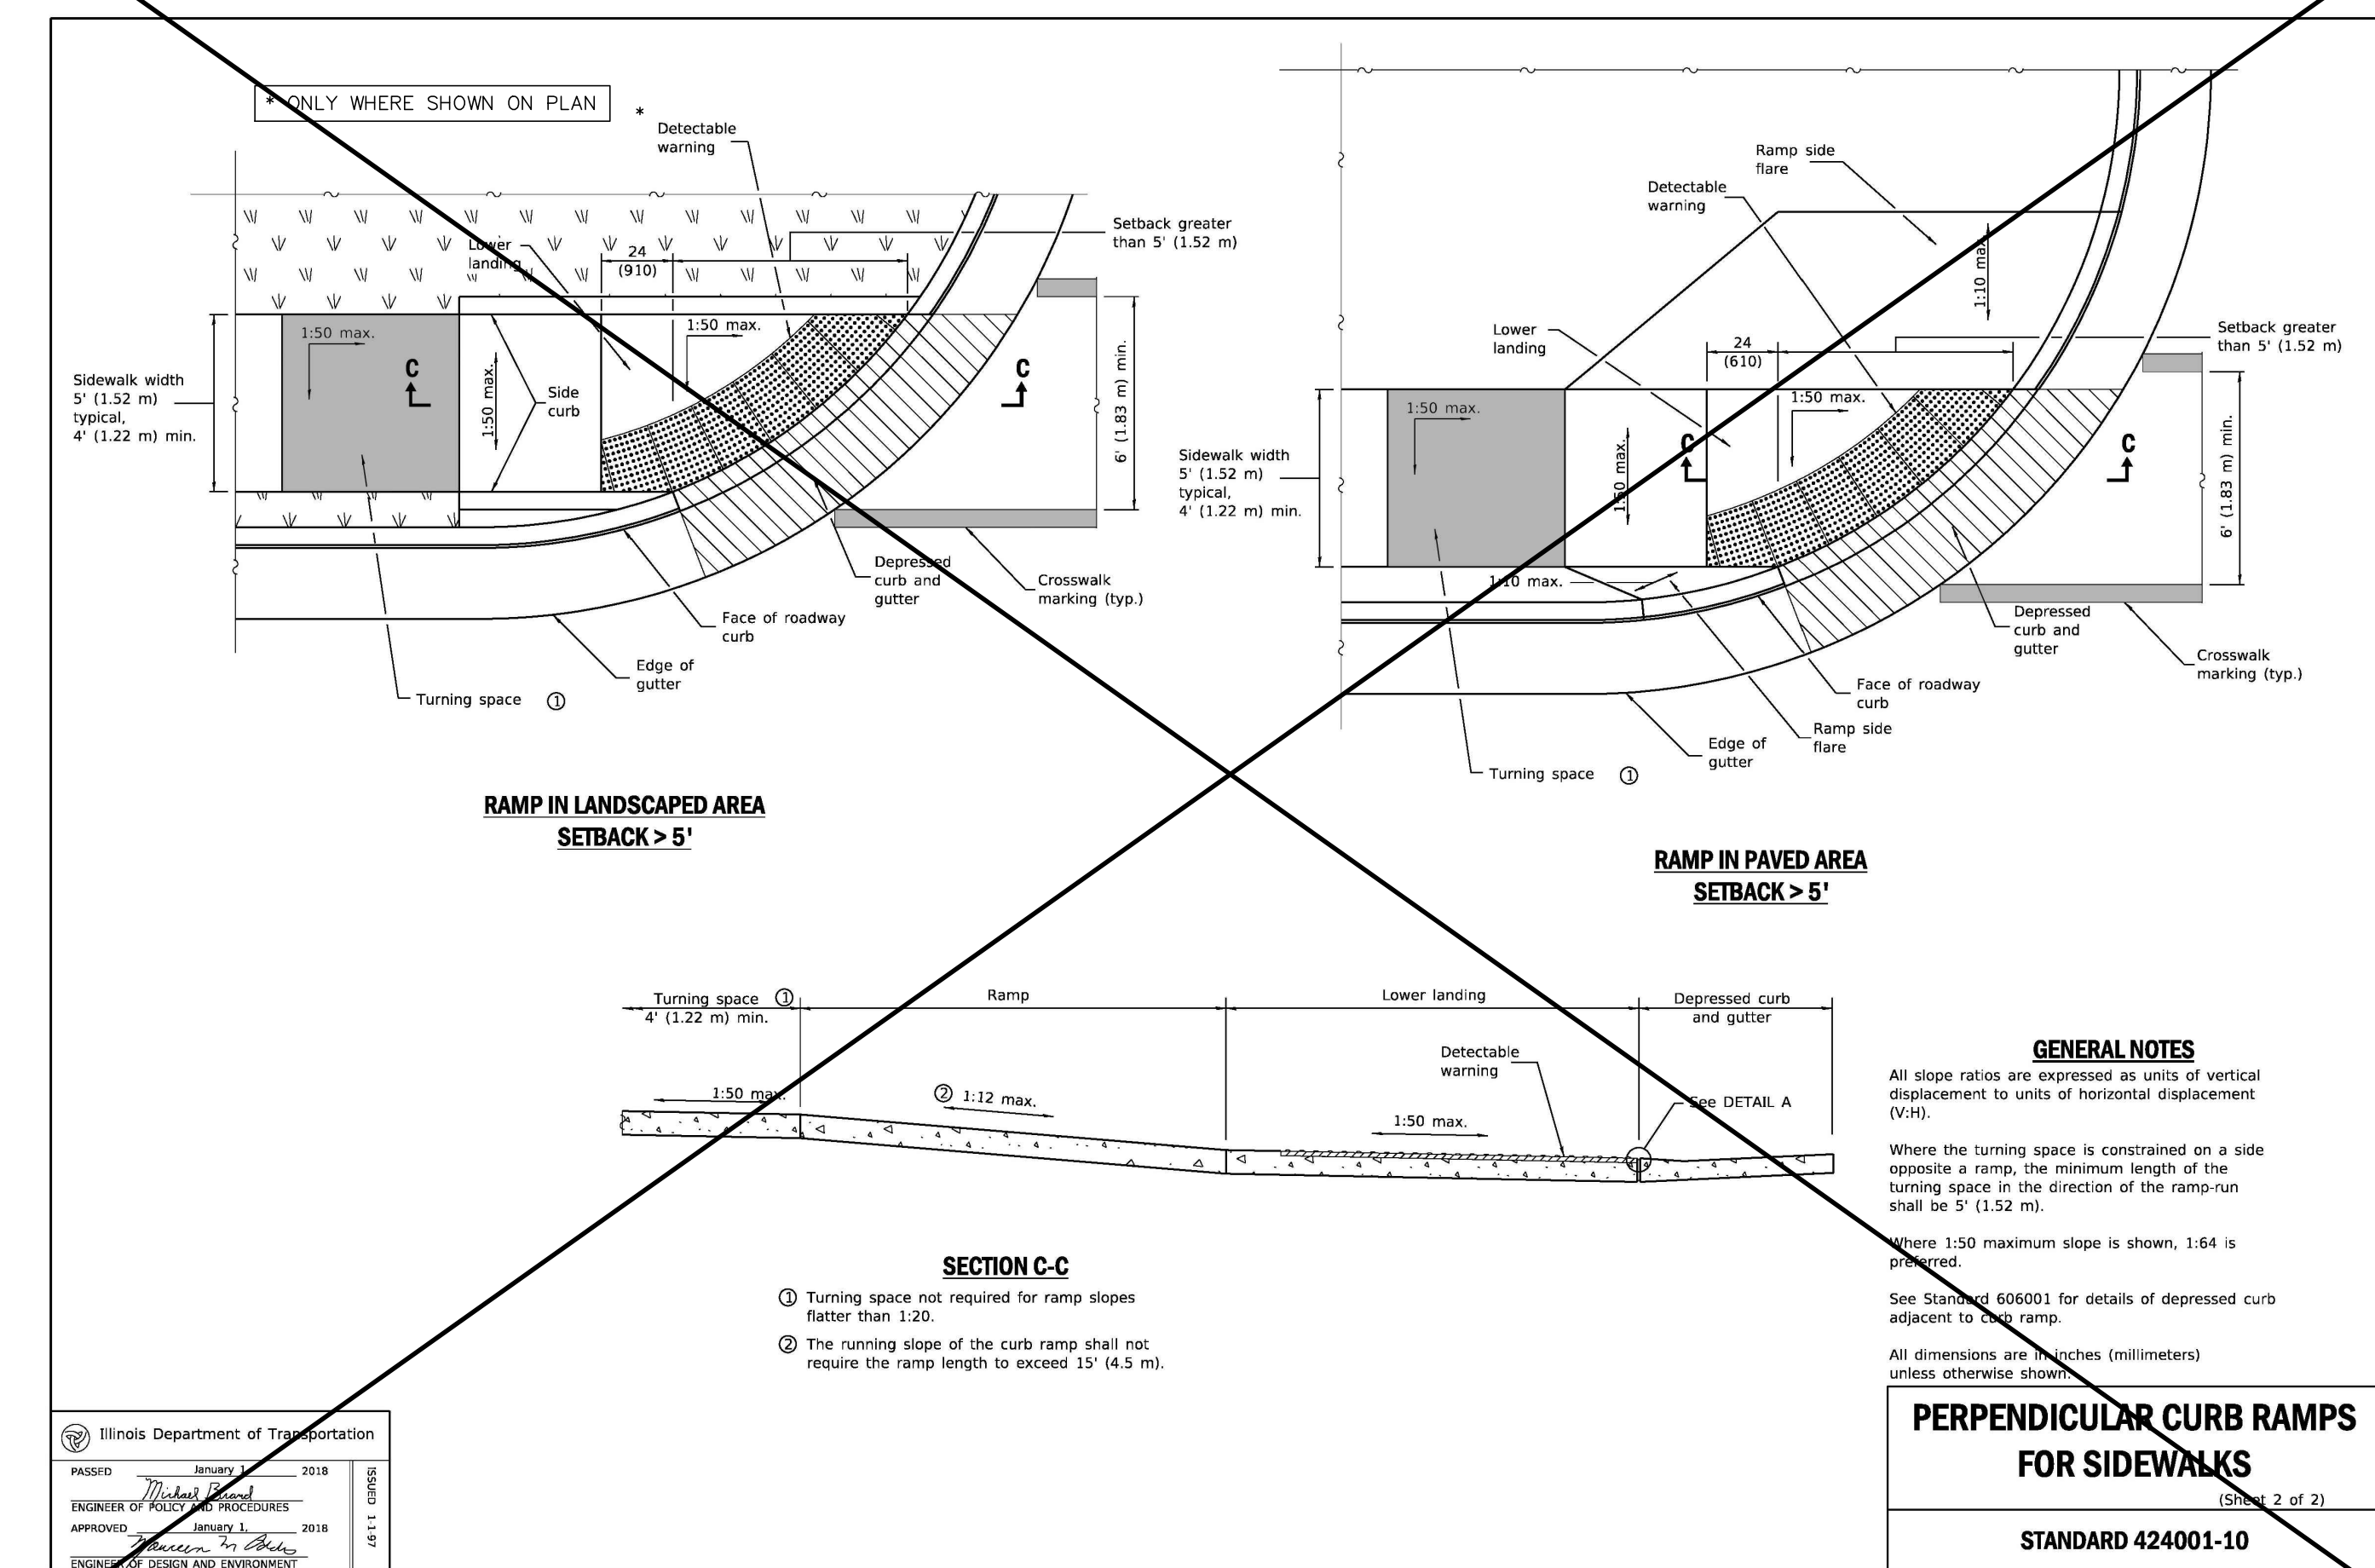 * ONLY WHERE SHOWN ON PLAN
*
Detectable
warning
Lower
landing
24
(910)
Setback greater
than 5' (1.52 m)
1:50 max.
1:50 max.
1:50 max.
C
C
Side
curb
Sidewalk width
5' (1.52 m)
typical,
4' (1.22 m) min.
6' (1.83 m) min.
Depressed
curb and
gutter
Crosswalk
marking (typ.)
Face of roadway
curb
Edge of
gutter
Turning space ①
RAMP IN LANDSCAPED AREA
SETBACK > 5'
Ramp side
flare
Detectable
warning
1:10 max.
Lower
landing
24
(610)
Setback greater
than 5' (1.52 m)
1:50 max.
1:50 max.
1:50 max.
C
C
Sidewalk width
5' (1.52 m)
typical,
4' (1.22 m) min.
6' (1.83 m) min.
1:10 max.
Depressed
curb and
gutter
Crosswalk
marking (typ.)
Face of roadway
curb
Ramp side
flare
Edge of
gutter
Turning space ①
RAMP IN PAVED AREA
SETBACK > 5'
Turning space ①
4' (1.22 m) min.
Ramp
Lower landing
Depressed curb
and gutter
Detectable
warning
1:50 max.
② 1:12 max.
1:50 max.
See DETAIL A
SECTION C-C
① Turning space not required for ramp slopes
flatter than 1:20.
② The running slope of the curb ramp shall not
require the ramp length to exceed 15' (4.5 m).
GENERAL NOTES
All slope ratios are expressed as units of vertical
displacement to units of horizontal displacement
(V:H).
Where the turning space is constrained on a side
opposite a ramp, the minimum length of the
turning space in the direction of the ramp-run
shall be 5' (1.52 m).
Where 1:50 maximum slope is shown, 1:64 is
preferred.
See Standard 606001 for details of depressed curb
adjacent to curb ramp.
All dimensions are in inches (millimeters)
unless otherwise shown.
Illinois Department of Transportation
PASSED January 1 2018
ENGINEER OF POLICY AND PROCEDURES
APPROVED January 1, 2018
ENGINEER OF DESIGN AND ENVIRONMENT
ISSUED 1-1-97
PERPENDICULAR CURB RAMPS
FOR SIDEWALKS
(Sheet 2 of 2)
STANDARD 424001-10